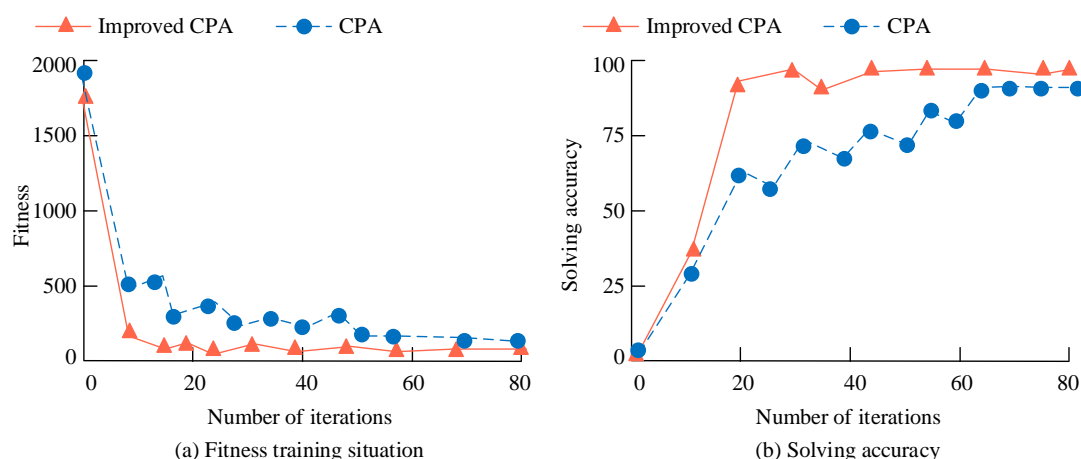 Improved CPA CPA
2000
1500
1000
500
0
Fitness
0 20 40 60 80
Number of iterations
(a) Fitness training situation
Improved CPA CPA
100
75
50
25
0
Solving accuracy
0 20 40 60 80
Number of iterations
(b) Solving accuracy